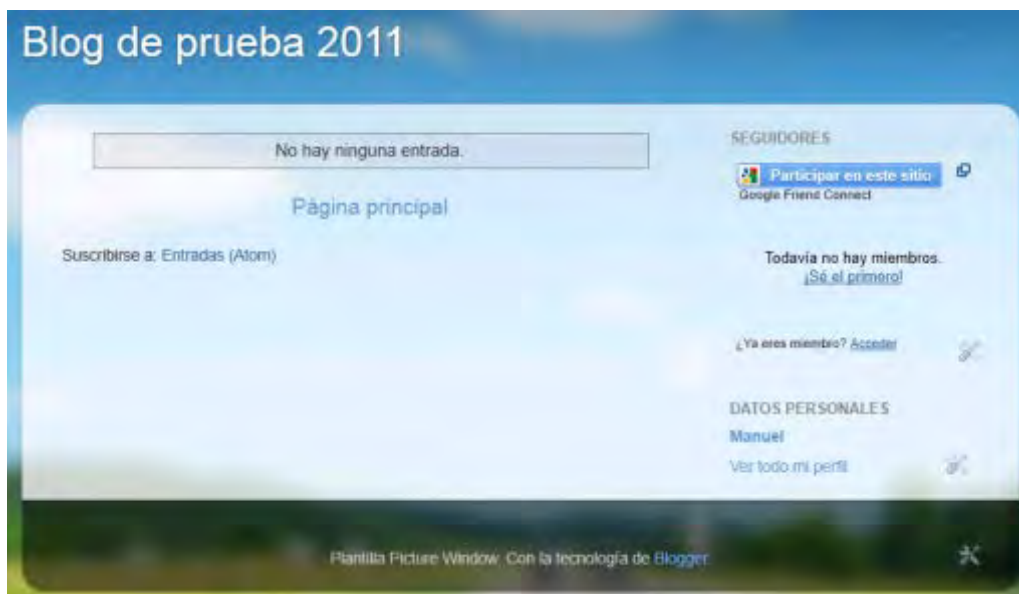 Blog de prueba 2011
No hay ninguna entrada.
Página principal
Suscribirse a: Entradas (Atom)
SEGUIDORES
Participar en este sitio
Google Friend Connect
Todavía no hay miembros.
¡Sé el primero!
¿Ya eres miembro? Acceder
DATOS PERSONALES
Manuel
Ver todo mi perfil
Plantilla Picture Window. Con la tecnología de Blogger.